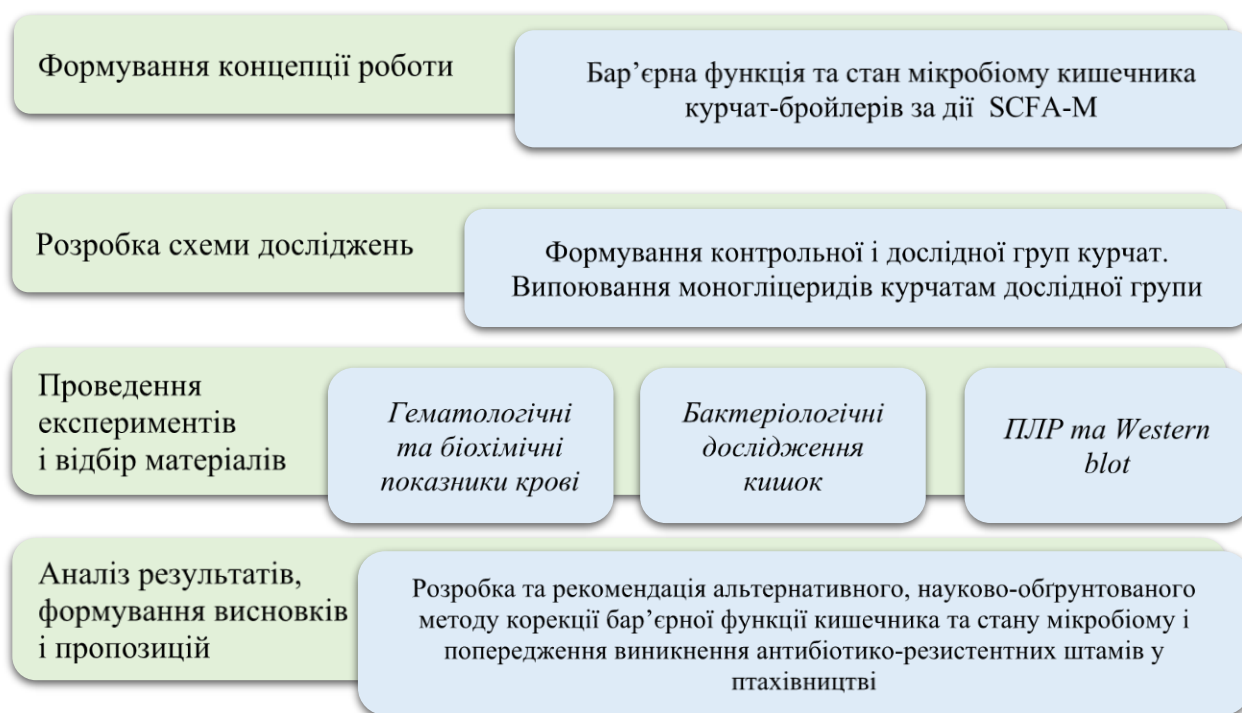 Формування концепції роботи
Бар’єрна функція та стан мікробіому кишечника
курчат-бройлерів за дії SCFA-M
Розробка схеми досліджень
Формування контрольної і дослідної груп курчат.
Випоювання моногліцеридів курчатам дослідної групи
Проведення
експериментів
і відбір матеріалів
Гематологічні
та біохімічні
показники крові
Бактеріологічні
дослідження
кишок
ПЛР та Western
blot
Аналіз результатів,
формування висновків
і пропозицій
Розробка та рекомендація альтернативного, науково-обґрунтованого
методу корекції бар’єрної функції кишечника та стану мікробіому і
попередження виникнення антибіотико-резистентних штамів у
птахівництві